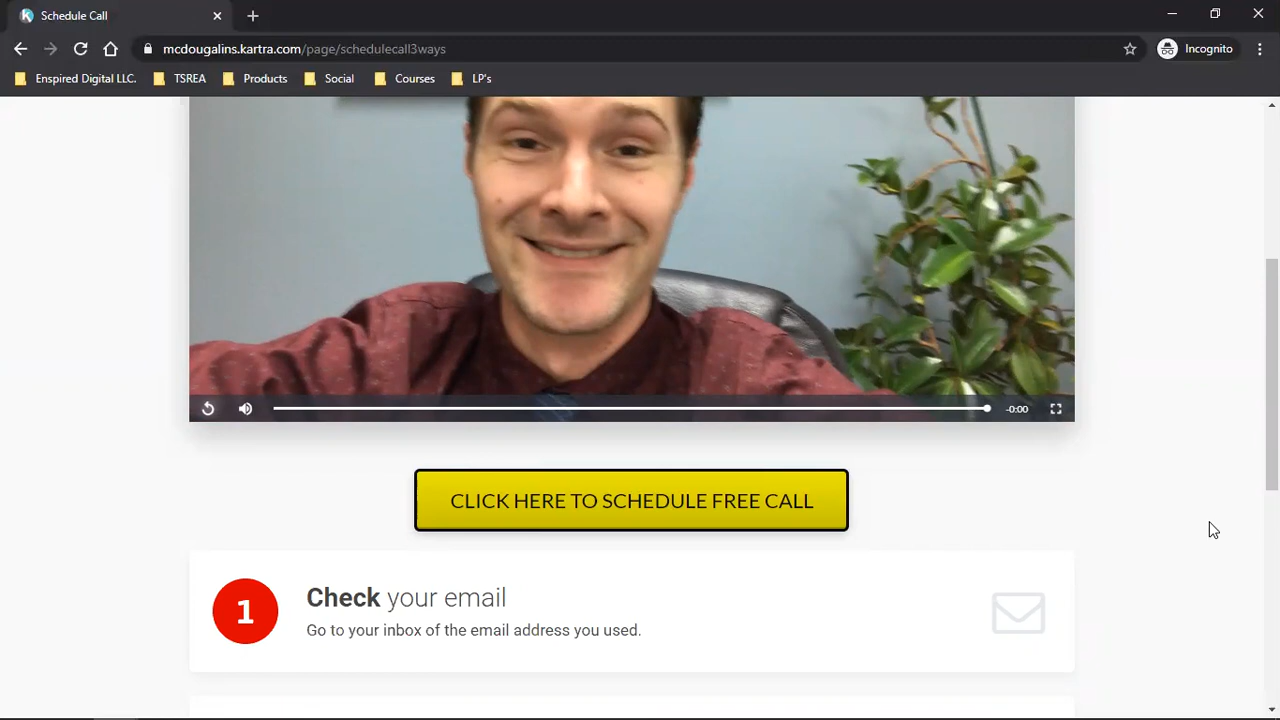 Schedule Call
mcdougalins.kartra.com/page/schedulecall3ways
Incognito
Enspired Digital LLC.
TSREA
Products
Social
Courses
LP's
-0:00
CLICK HERE TO SCHEDULE FREE CALL
1
Check your email
Go to your inbox of the email address you used.